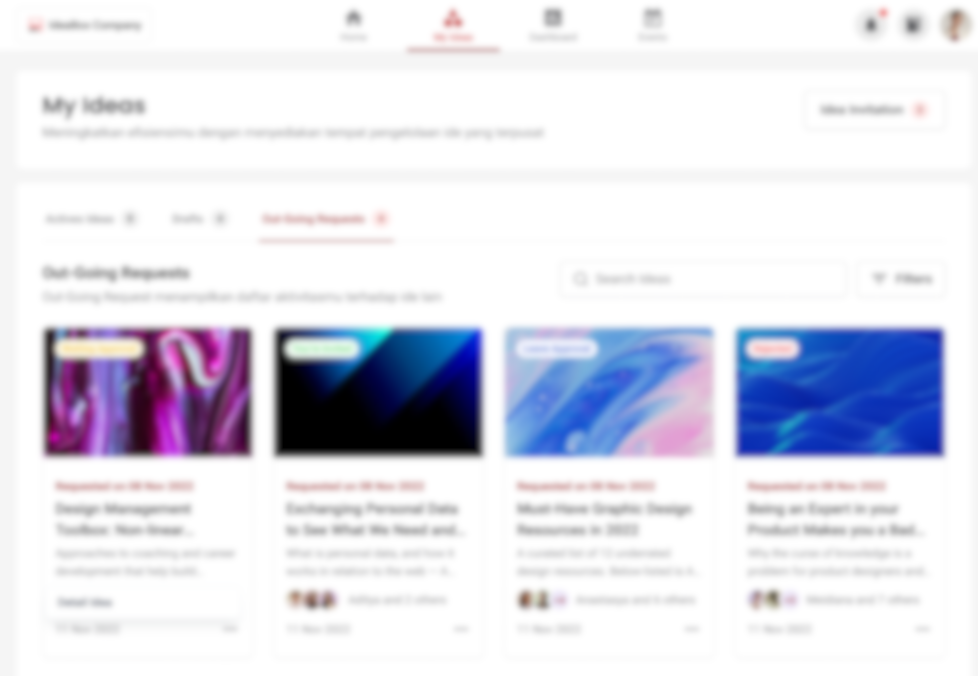 Ideabox Company
Home
My Ideas
Dashboard
Events
My Ideas
Meningkatkan efisiensimu dengan menyediakan tempat pengelolaan ide yang terpusat
Idea Invitation
Actives Ideas
Drafts
Out-Going Requests
Out-Going Requests
Out-Going Request menampilkan daftar aktivitasmu terhadap ide lain
Search Ideas
Filters
Requested on 08 Nov 2022
Design Management
Toolbox: Non-linear...
Approaches to coaching and career
development that help build...
Detail Idea
11 Nov 2022
Requested on 08 Nov 2022
Exchanging Personal Data
to See What We Need and...
What is personal data, and how it
works in relation to the web — A...
Aditya and 2 others
11 Nov 2022
Requested on 08 Nov 2022
Must-Have Graphic Design
Resources in 2022
A curated list of 12 underrated
design resources. Below listed is A...
Anastasya and 6 others
11 Nov 2022
Rejected
Requested on 08 Nov 2022
Being an Expert in your
Product Makes you a Bad...
Why the curse of knowledge is a
problem for product designers and...
and 7 others
11 Nov 2022